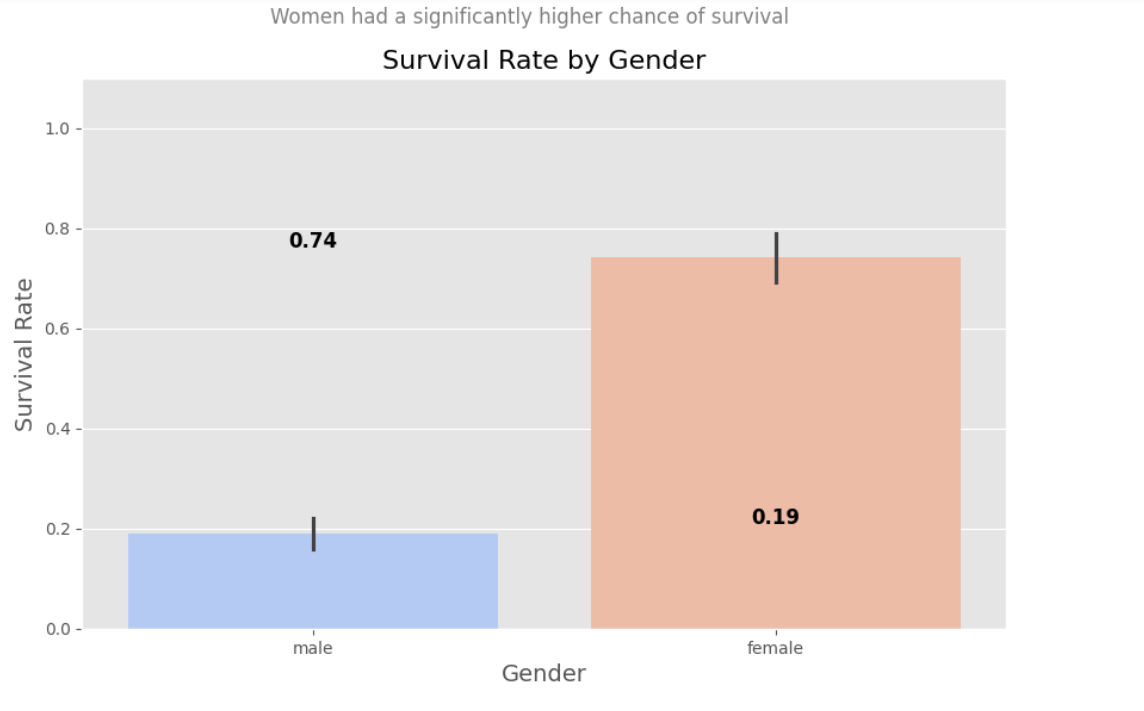 Women had a significantly higher chance of survival
Survival Rate by Gender
1.0
0.8
0.74
0.6
Survival Rate
0.4
0.19
0.2
0.0
male female
Gender